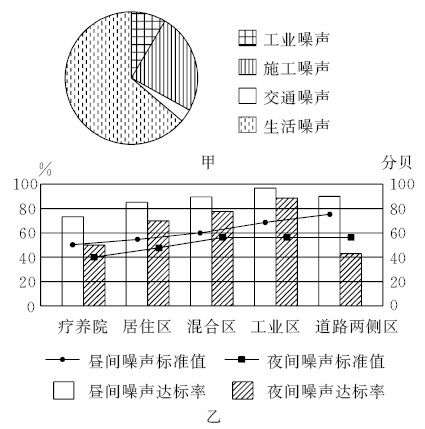 工业噪声
施工噪声
交通噪声
生活噪声
甲
% 分贝
100 100
80 80
60 60
40 40
20 20
0 0
疗养院 居住区 混合区 工业区 道路两侧区
昼间噪声标准值 夜间噪声标准值
昼间噪声达标率 夜间噪声达标率
乙